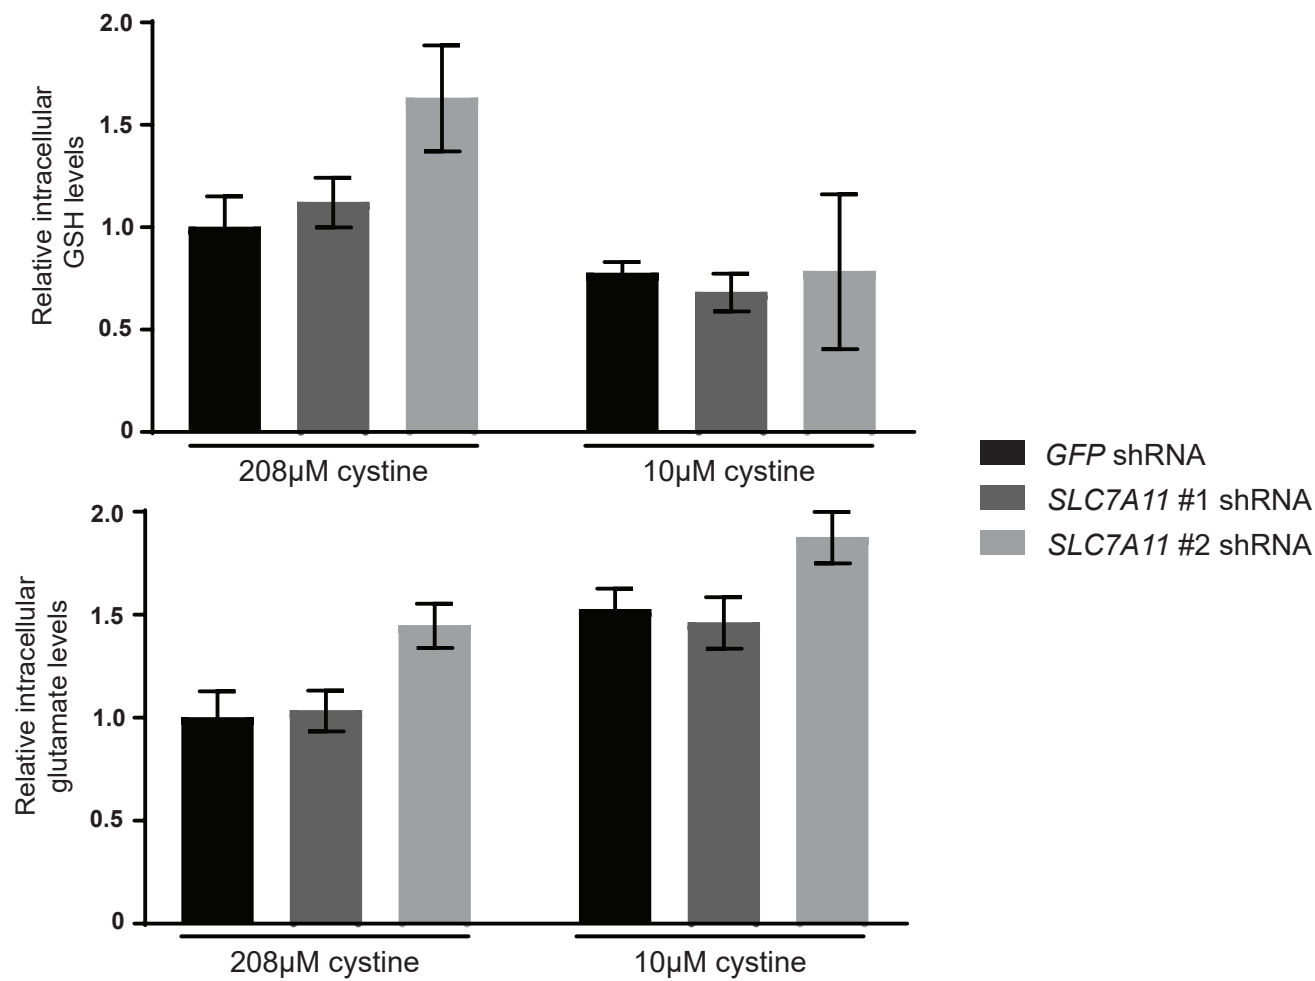 Relative intracellular
GSH levels
2.0
1.5
1.0
0.5
0
208μM cystine
10μM cystine
Relative intracellular
glutamate levels
2.0
1.5
1.0
0.5
0
208μM cystine
10μM cystine
GFP shRNA
SLC7A11 #1 shRNA
SLC7A11 #2 shRNA